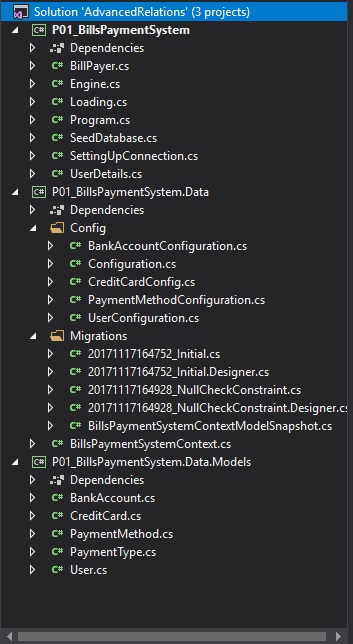 Solution 'AdvancedRelations' (3 projects)
C# P01_BillsPaymentSystem
Dependencies
C# BillPayer.cs
C# Engine.cs
C# Loading.cs
C# Program.cs
C# SeedDatabase.cs
C# SettingUpConnection.cs
C# UserDetails.cs
C# P01_BillsPaymentSystem.Data
Dependencies
Config
C# BankAccountConfiguration.cs
C# Configuration.cs
C# CreditCardConfig.cs
C# PaymentMethodConfiguration.cs
C# UserConfiguration.cs
Migrations
C# 20171117164752_Initial.cs
C# 20171117164752_Initial.Designer.cs
C# 20171117164928_NullCheckConstraint.cs
C# 20171117164928_NullCheckConstraint.Designer.cs
C# BillsPaymentSystemContextModelSnapshot.cs
C# BillsPaymentSystemContext.cs
C# P01_BillsPaymentSystem.Data.Models
Dependencies
C# BankAccount.cs
C# CreditCard.cs
C# PaymentMethod.cs
C# PaymentType.cs
C# User.cs